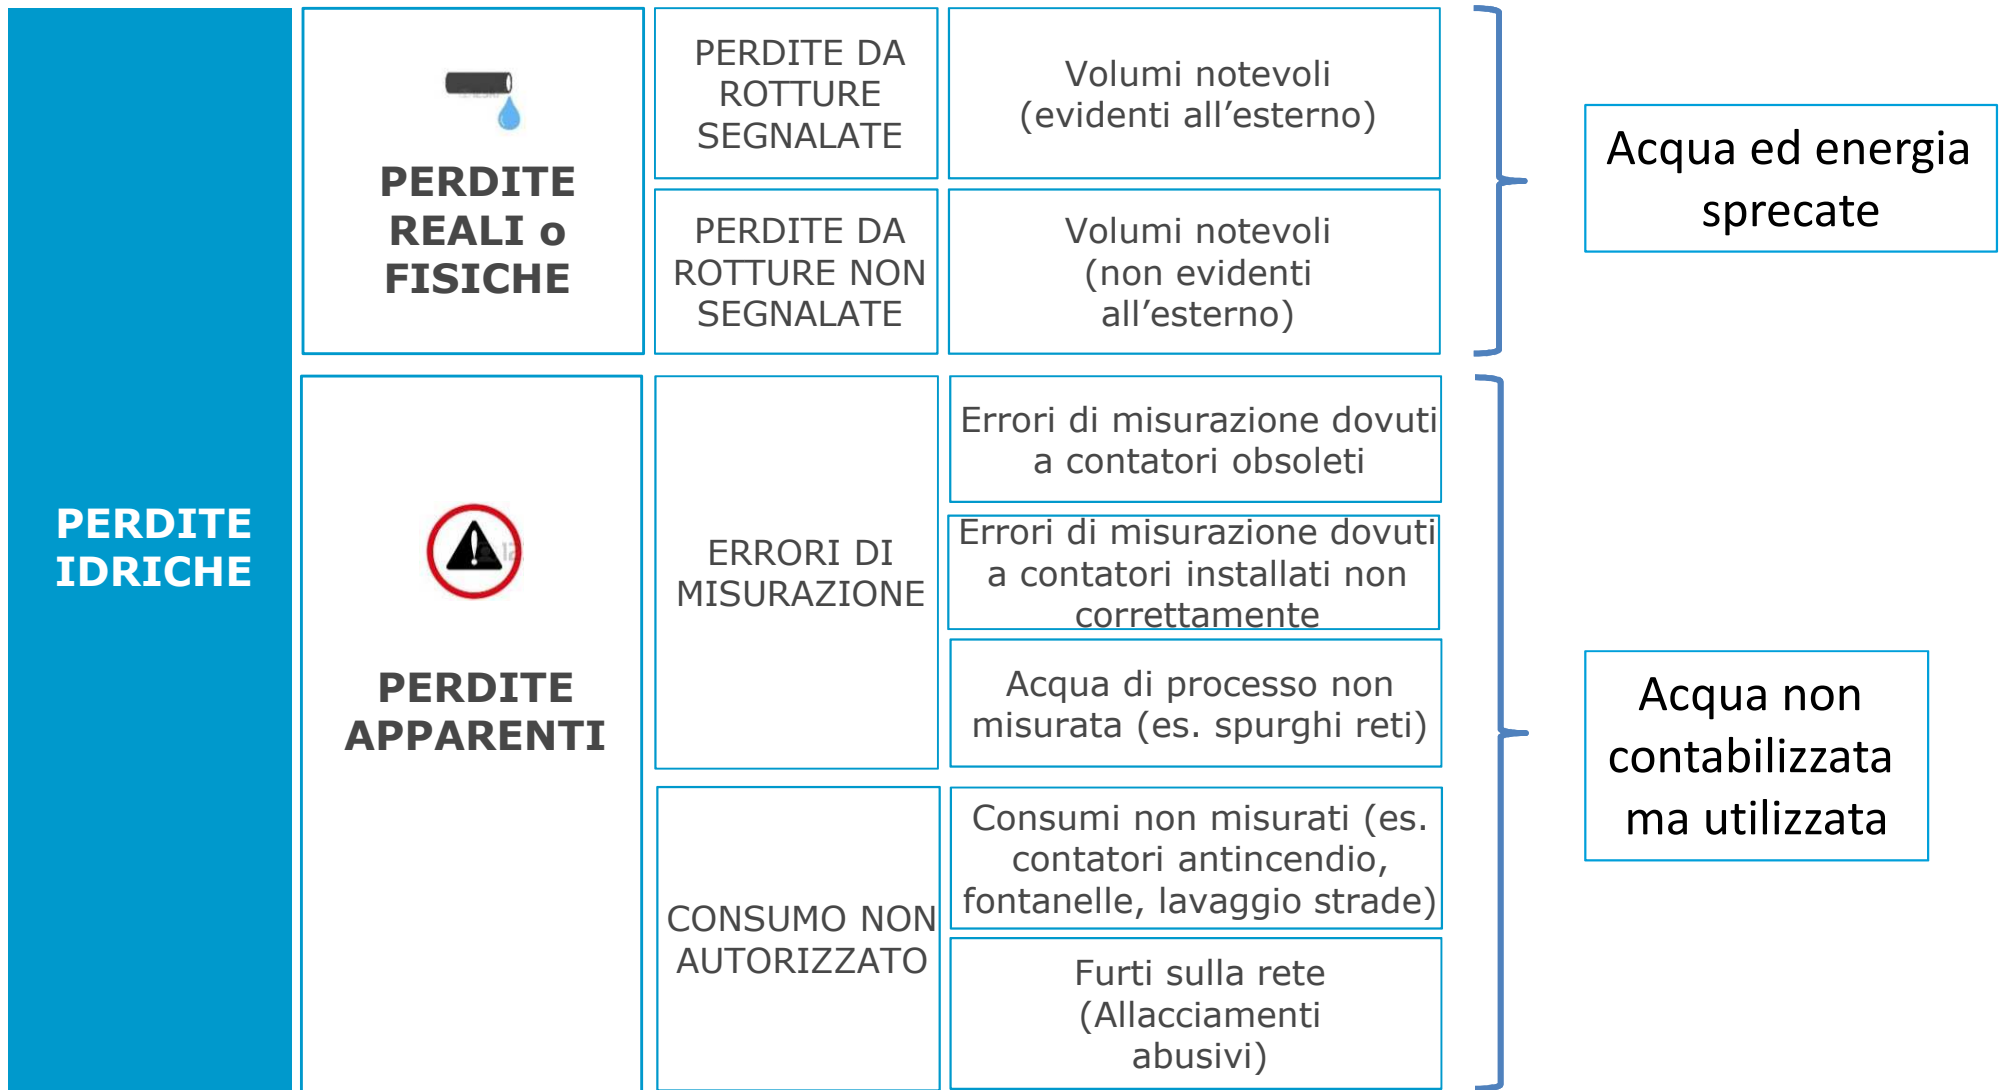 PERDITE
IDRICHE
PERDITE
REALI o
FISICHE
PERDITE DA
ROTTURE
SEGNALATE
Volumi notevoli
(evidenti all’esterno)
PERDITE DA
ROTTURE NON
SEGNALATE
Volumi notevoli
(non evidenti
all’esterno)
Acqua ed energia
sprecate
PERDITE
APPARENTI
ERRORI DI
MISURAZIONE
Errori di misurazione dovuti
a contatori obsoleti
Errori di misurazione dovuti
a contatori installati non
correttamente
Acqua di processo non
misurata (es. spurghi reti)
CONSUMO NON
AUTORIZZATO
Consumi non misurati (es.
contatori antincendio,
fontanelle, lavaggio strade)
Furti sulla rete
(Allacciamenti
abusivi)
Acqua non
contabilizzata
ma utilizzata